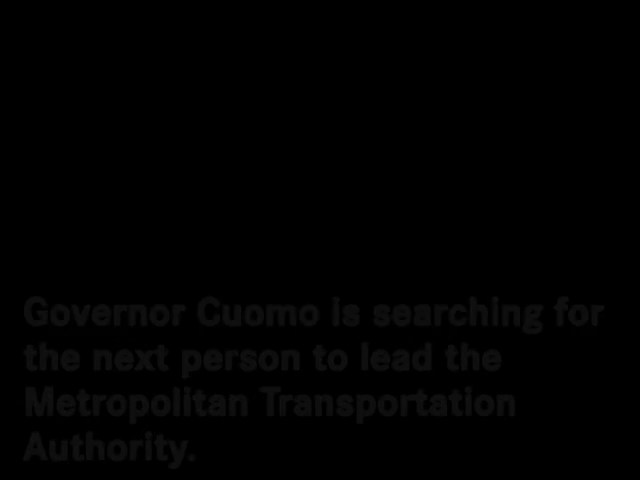 Governor Cuomo is searching for
the next person to lead the
Metropolitan Transportation
Authority.